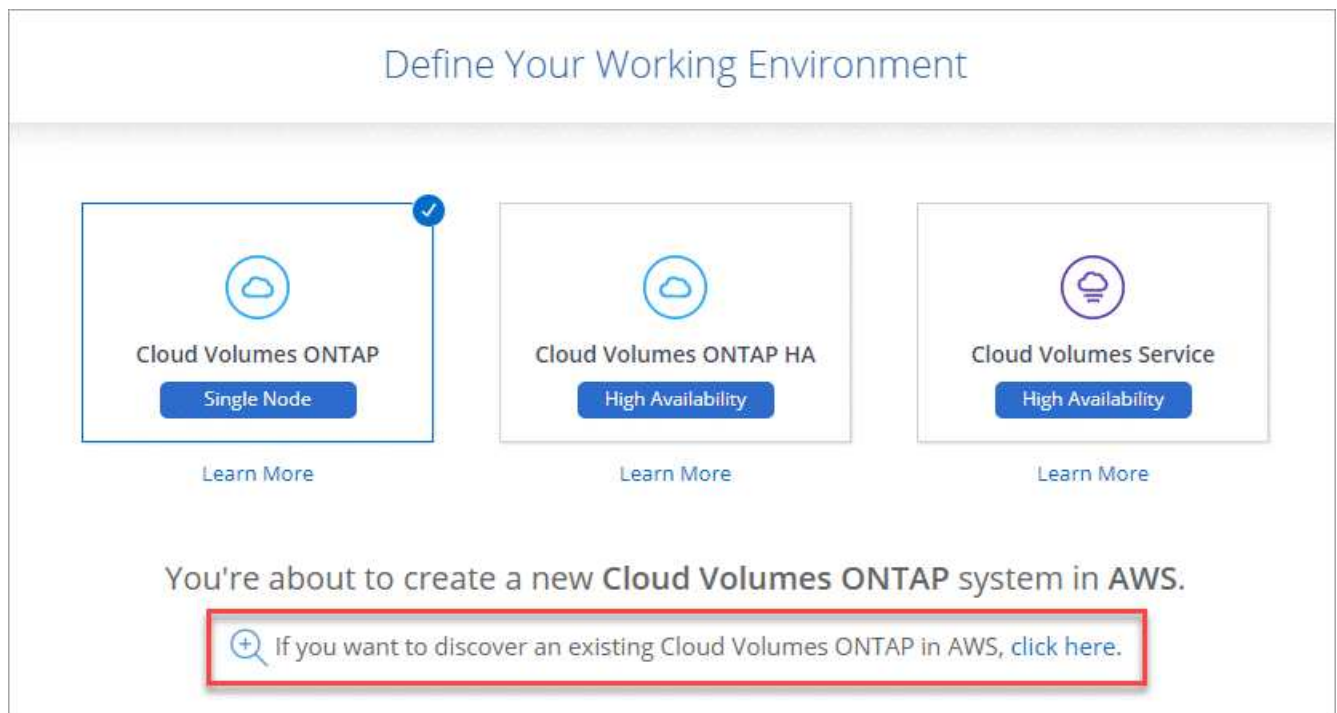 Define Your Working Environment
Cloud Volumes ONTAP
Single Node
Learn More
Cloud Volumes ONTAP HA
High Availability
Learn More
Cloud Volumes Service
High Availability
Learn More
You're about to create a new Cloud Volumes ONTAP system in AWS.
If you want to discover an existing Cloud Volumes ONTAP in AWS, click here.